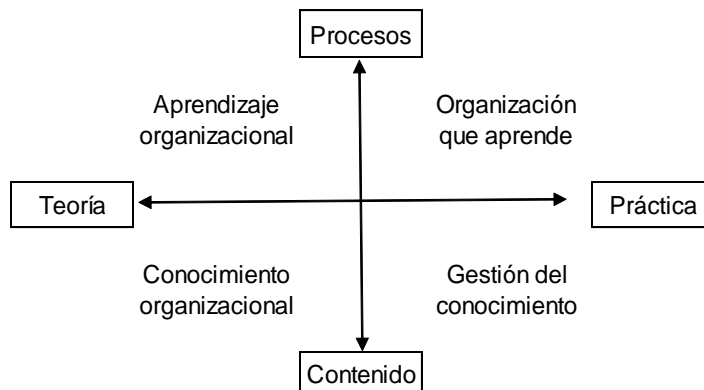 Procesos
Aprendizaje
organizacional
Organización
que aprende
Teoría
Práctica
Conocimiento
organizacional
Gestión del
conocimiento
Contenido